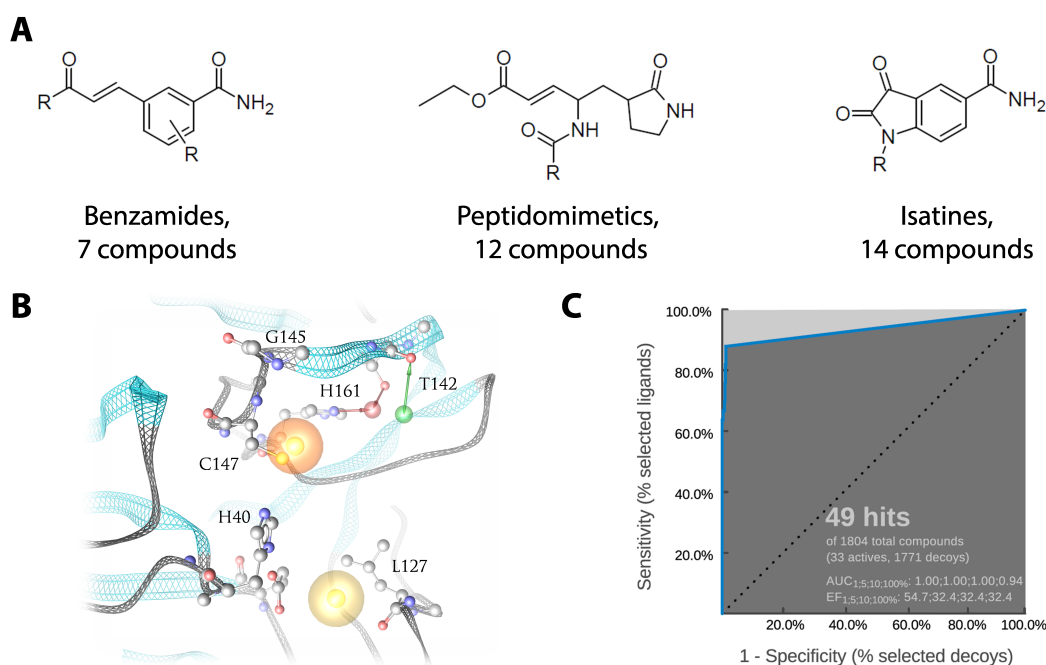 A
O
R
O
NH2
R
O
O
O
NH
NH
O
R
O
O
N
R
O
NH2
Benzamides,
7 compounds
Peptidomimetics,
12 compounds
Isatines,
14 compounds
B
G145
H161
T142
C147
H40
L127
C
Sensitivity (% selected ligands)
100.0%
80.0%
60.0%
40.0%
20.0%
49 hits
of 1804 total compounds
(33 actives, 1771 decoys)
AUC1;5;10;100%: 1.00;1.00;1.00;0.94
EF1;5;10;100%: 54.7;32.4;32.4;32.4
20.0% 40.0% 60.0% 80.0% 100.0%
1 - Specificity (% selected decoys)